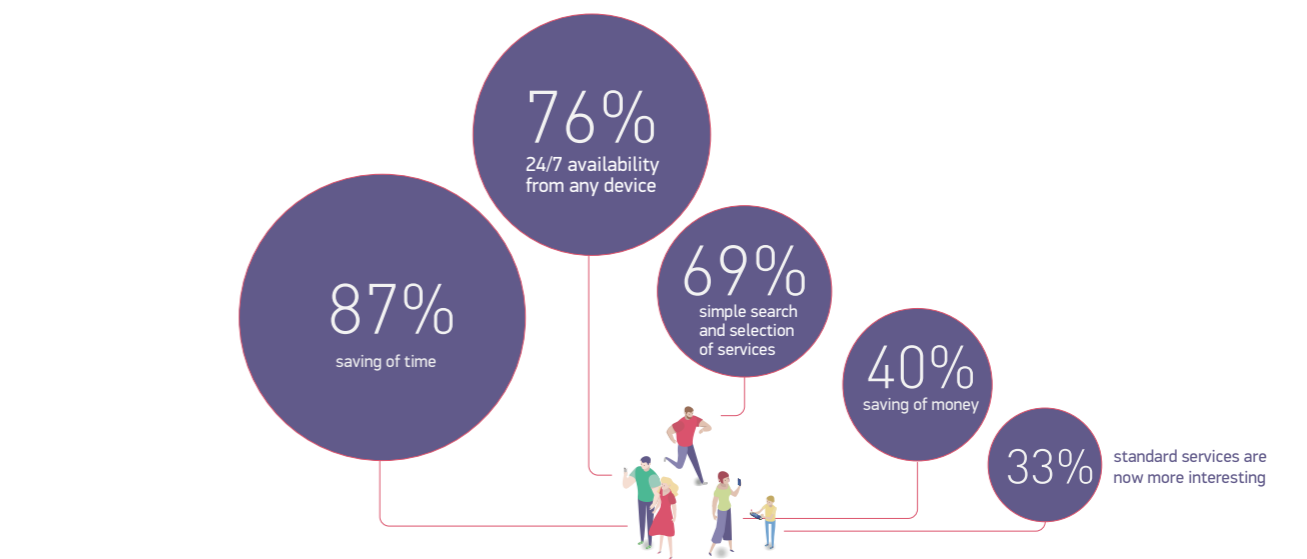 87%
saving of time
76%
24/7 availability
from any device
69%
simple search
and selection
of services
40%
saving of money
33%
standard services are
now more interesting